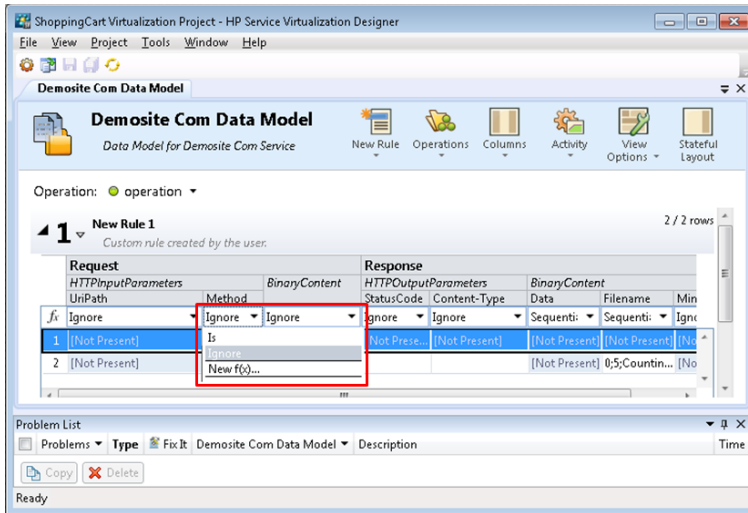 ShoppingCart Virtualization Project - HP Service Virtualization Designer
File View Project Tools Window Help
Demosite Com Data Model
Demosite Com Data Model
Data Model for Demosite Com Service
New Rule Operations Columns Activity View Options Stateful Layout
Operation: operation
1 New Rule 1 2 / 2 rows
Custom rule created by the user.
Request Response
HTTPInputParameters BinaryContent HTTPOutputParameters BinaryContent
UriPath Method StatusCode Content-Type Data Filename Min
fx Ignore Ignore Ignore Ignore Ignore Sequenti: Sequenti: Igno
1 [Not Present] Is [Not Prese... [Not Present] [Not Present] [Not Present] [No
Ignore
2 [Not Present] New f(x)... [Not Present] 0;5;Countin... [No
Problem List
Problems Type Fix It Demosite Com Data Model Description Time
Copy Delete
Ready